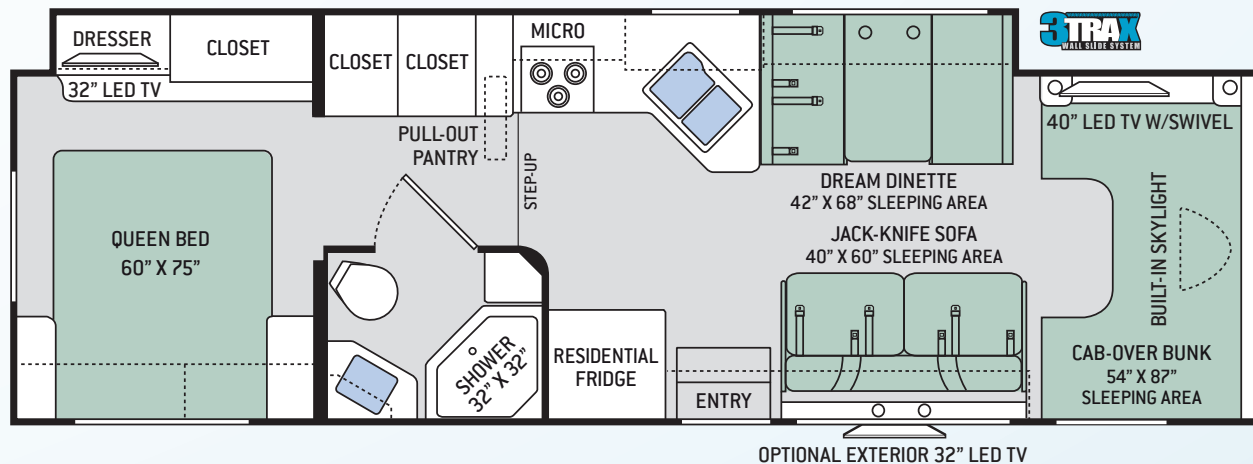 3TRAX
WALL SLIDE SYSTEM
DRESSER
CLOSET
32" LED TV
CLOSET
CLOSET
MICRO
PULL-OUT
PANTRY
STEP-UP
40" LED TV W/SWIVEL
DREAM DINETTE
42" X 68" SLEEPING AREA
JACK-KNIFE SOFA
40" X 60" SLEEPING AREA
BUILT-IN SKYLIGHT
QUEEN BED
60" X 75"
SHOWER
32" X 32"
RESIDENTIAL
FRIDGE
ENTRY
CAB-OVER BUNK
54" X 87"
SLEEPING AREA
OPTIONAL EXTERIOR 32" LED TV